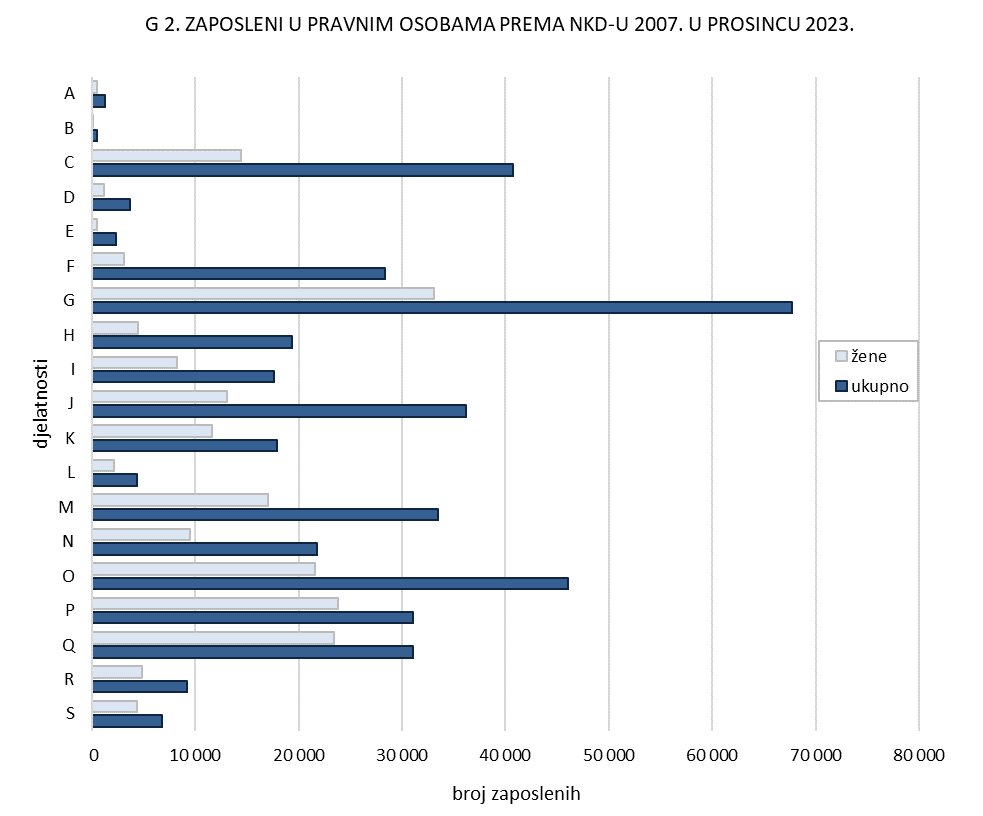 G 2. ZAPOSLENI U PRAVNIM OSOBAMA PREMA NKD-U 2007. U PROSINCU 2023.
A
B
C
D
E
F
G
H
I
J
K
L
M
N
O
P
Q
R
S
djelatnosti
žene
ukupno
0 10 000 20 000 30 000 40 000 50 000 60 000 70 000 80 000
broj zaposlenih